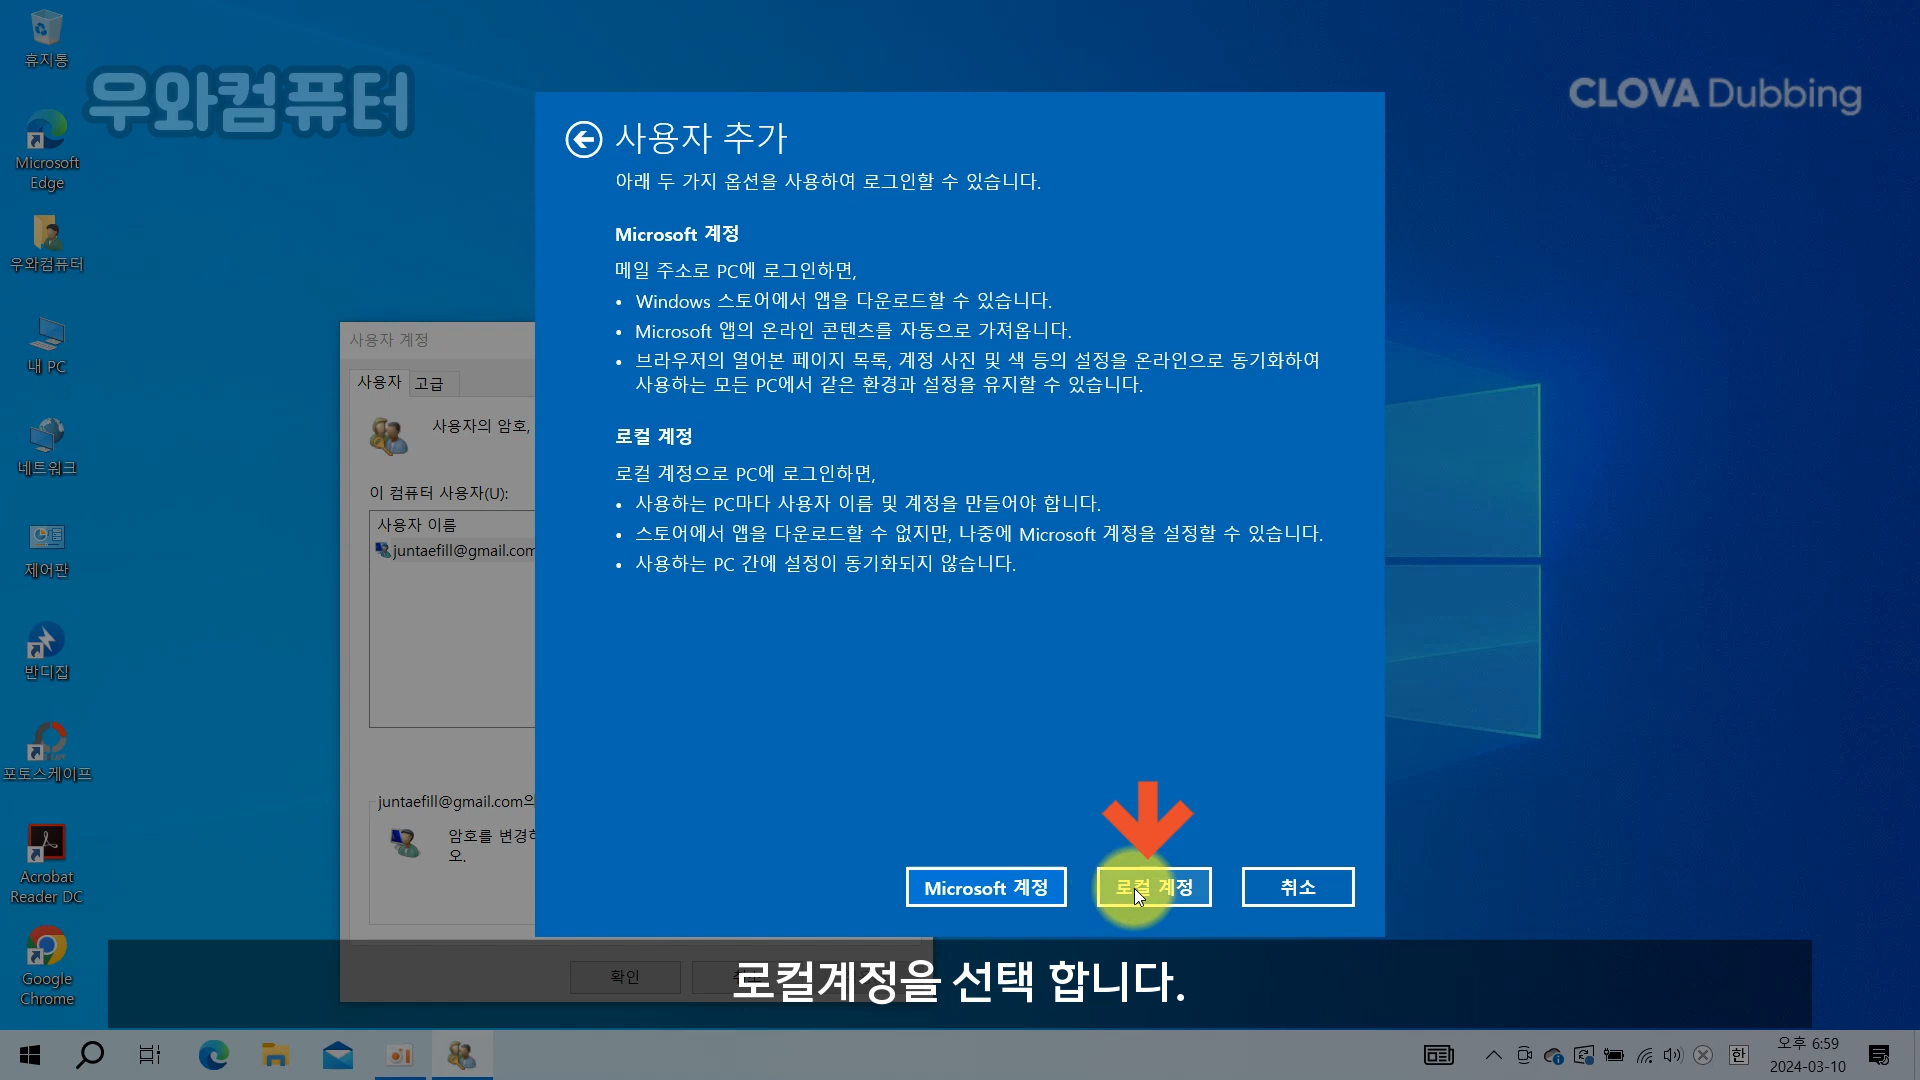 휴지통
우와컴퓨터
Microsoft
Edge
우와컴퓨터
내 PC
네트워크
제어판
반디집
포토스케이프
Acrobat
Reader DC
Google
Chrome
CLOVA Dubbing
사용자 계정
사용자
고급
사용자의 암호,
이 컴퓨터 사용자(U):
사용자 이름
juntaefill@gmail.com
juntaefill@gmail.com의
암호를 변경하
오.
확인
사용자 추가
아래 두 가지 옵션을 사용하여 로그인할 수 있습니다.
Microsoft 계정
메일 주소로 PC에 로그인하면,
• Windows 스토어에서 앱을 다운로드할 수 있습니다.
• Microsoft 앱의 온라인 콘텐츠를 자동으로 가져옵니다.
• 브라우저의 열어본 페이지 목록, 계정 사진 및 색 등의 설정을 온라인으로 동기화하여
사용하는 모든 PC에서 같은 환경과 설정을 유지할 수 있습니다.
로컬 계정
로컬 계정으로 PC에 로그인하면,
• 사용하는 PC마다 사용자 이름 및 계정을 만들어야 합니다.
• 스토어에서 앱을 다운로드할 수 없지만, 나중에 Microsoft 계정을 설정할 수 있습니다.
• 사용하는 PC 간에 설정이 동기화되지 않습니다.
Microsoft 계정
로컬 계정
취소
로컬계정을 선택 합니다.
한
오후 6:59
2024-03-10